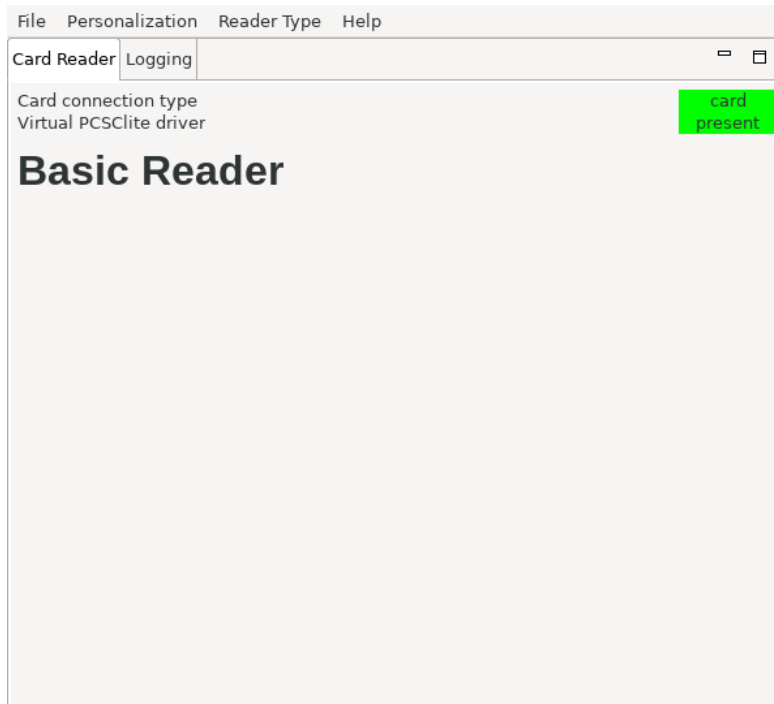 File Personalization Reader Type Help
Card Reader Logging
Card connection type
Virtual PCSClite driver
card
present
Basic Reader